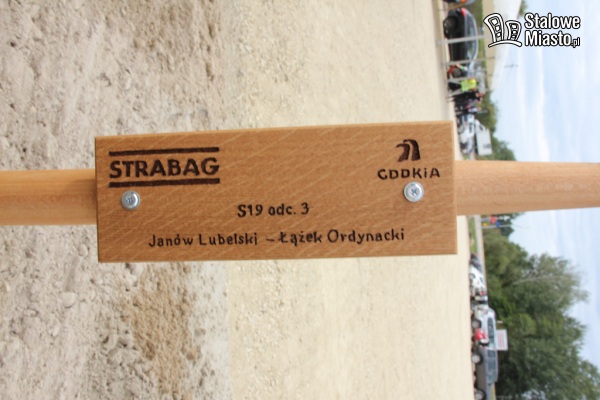 Stalowe
Miasto.pl
STRABAG
GDDKiA
S19 odc. 3
Janów Lubelski - Łążek Ordynacki